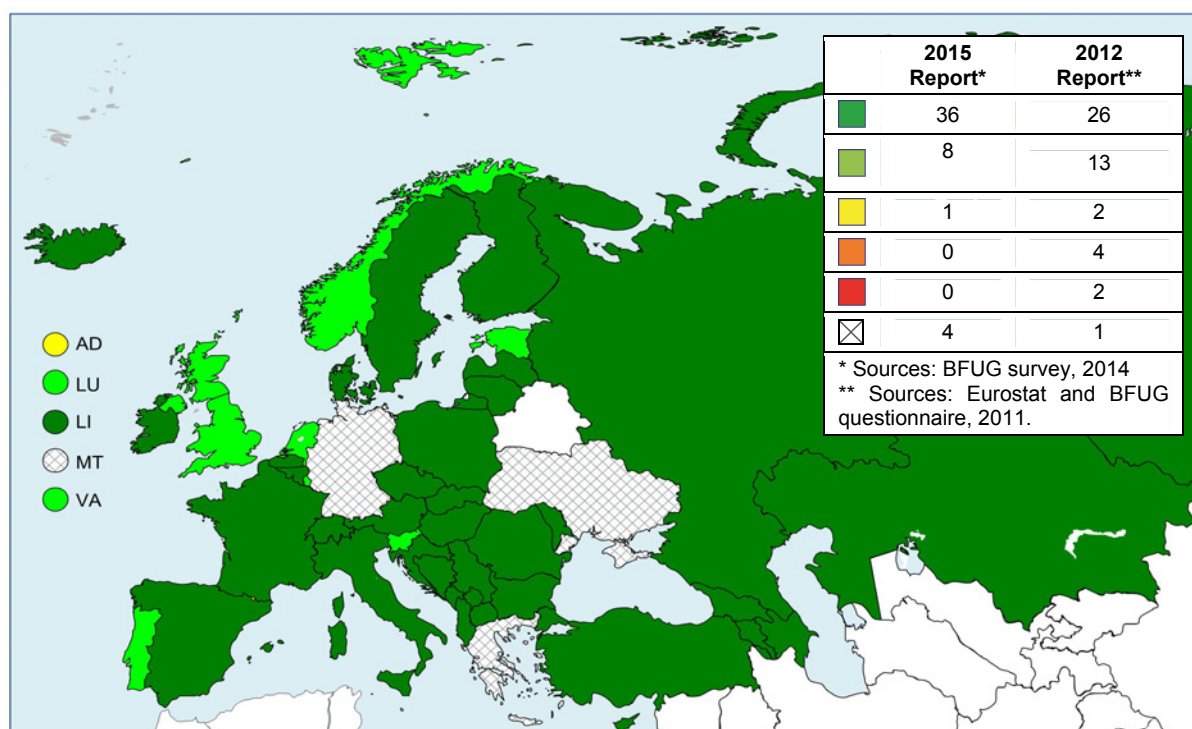 2015 Report*
2012 Report**
36 26
8 13
1 2
0 4
0 2
4 1
* Sources: BFUG survey, 2014
** Sources: Eurostat and BFUG
questionnaire, 2011.
AD
LU
LI
MT
VA